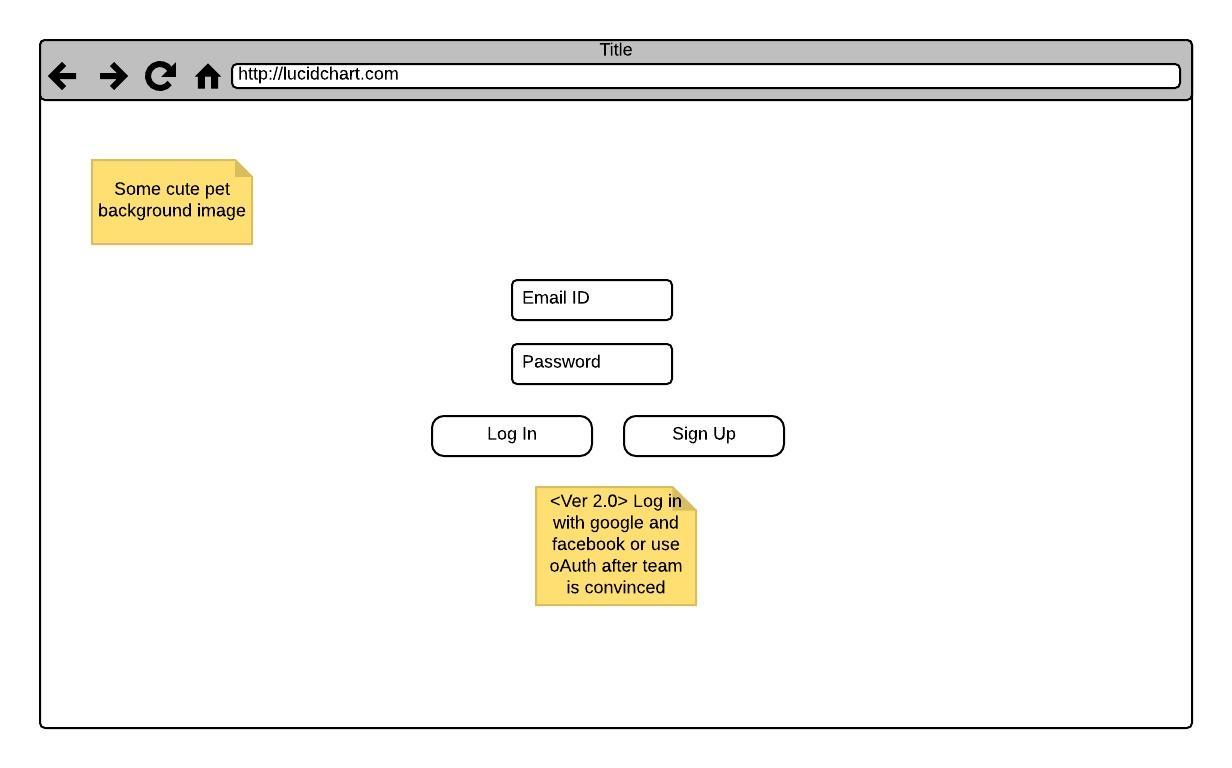 Title
http://lucidchart.com
Some cute pet
background image
Email ID
Password
Log In
Sign Up
<Ver 2.0> Log in
with google and
facebook or use
oAuth after team
is convinced